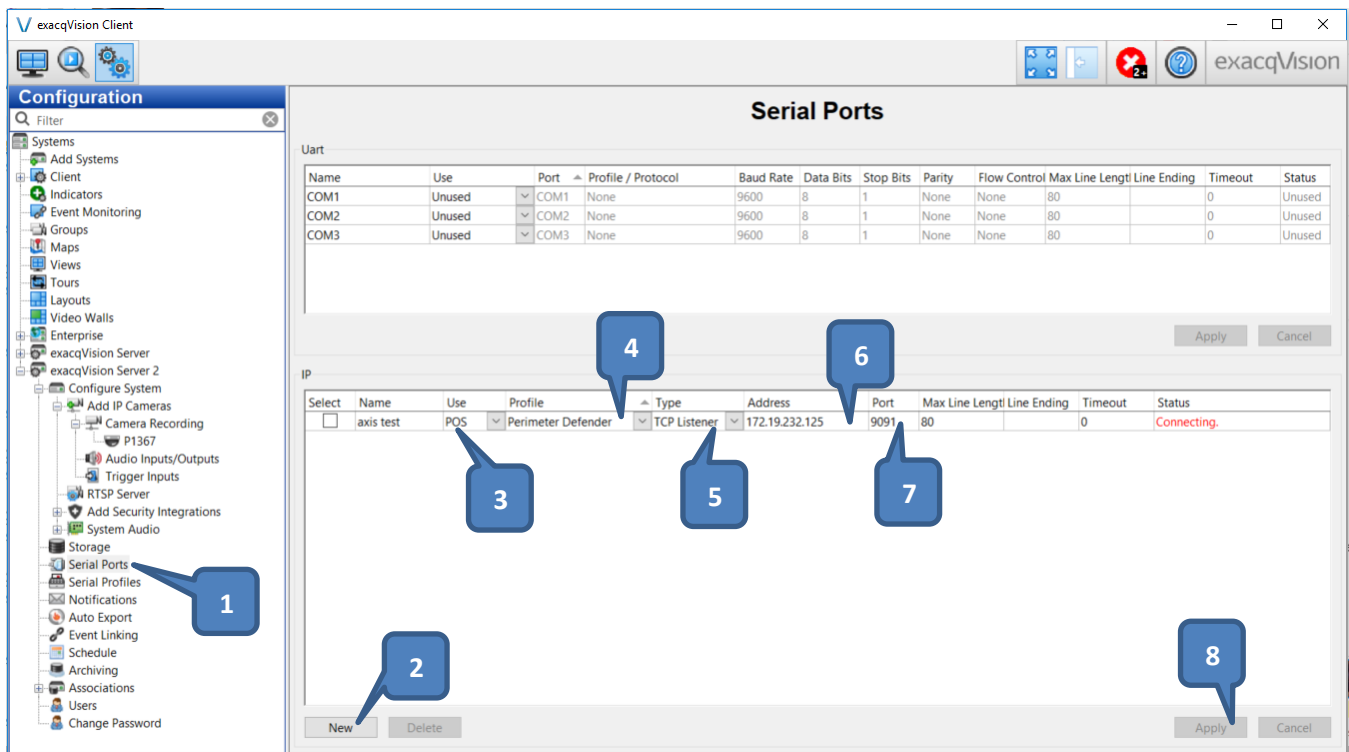 exacqVision Client
2+
?
exacqVision
Configuration
Filter
Systems
Add Systems
Client
Indicators
Event Monitoring
Groups
Maps
Views
Tours
Layouts
Video Walls
Enterprise
exacqVision Server
exacqVision Server 2
Configure System
Add IP Cameras
Camera Recording
P1367
Audio Inputs/Outputs
Trigger Inputs
RTSP Server
Add Security Integrations
System Audio
Storage
Serial Ports
Serial Profiles
Notifications
Auto Export
Event Linking
Schedule
Archiving
Associations
Users
Change Password
1
Serial Ports
Uart
Name Use Port Profile / Protocol Baud Rate Data Bits Stop Bits Parity Flow Control Max Line Lengt Line Ending Timeout Status
COM1 Unused COM1 None 9600 8 1 None None 80 0 Unused
COM2 Unused COM2 None 9600 8 1 None None 80 0 Unused
COM3 Unused COM3 None 9600 8 1 None None 80 0 Unused
Apply Cancel
4
6
IP
Select Name Use Profile Type Address Port Max Line Lengt Line Ending Timeout Status
axis test POS Perimeter Defender TCP Listener 172.19.232.125 9091 80 0 Connecting.
3
5
7
2
8
New Delete Apply Cancel